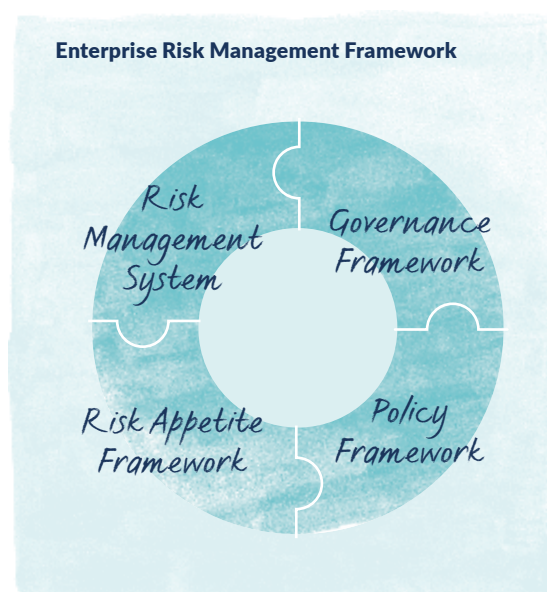 Enterprise Risk Management Framework
Risk
Management
System
Governance
Framework
Risk Appetite
Framework
Policy
Framework